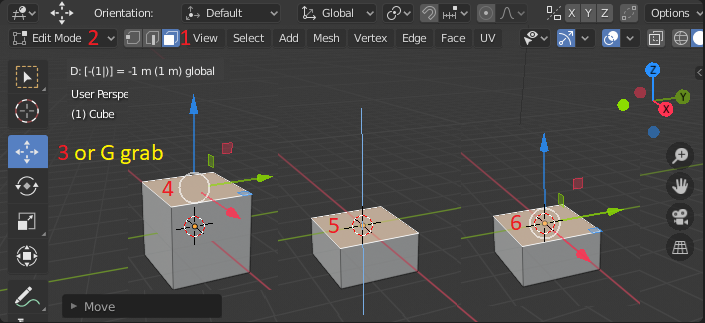 Orientation: Default Global X Y Z Options
Edit Mode 2 1 View Select Add Mesh Vertex Edge Face UV
D: [-(1|)] = -1 m (1 m) global
User Perspe
(1) Cube
Z
Y
X
3 or G grab
4
5
6
Move